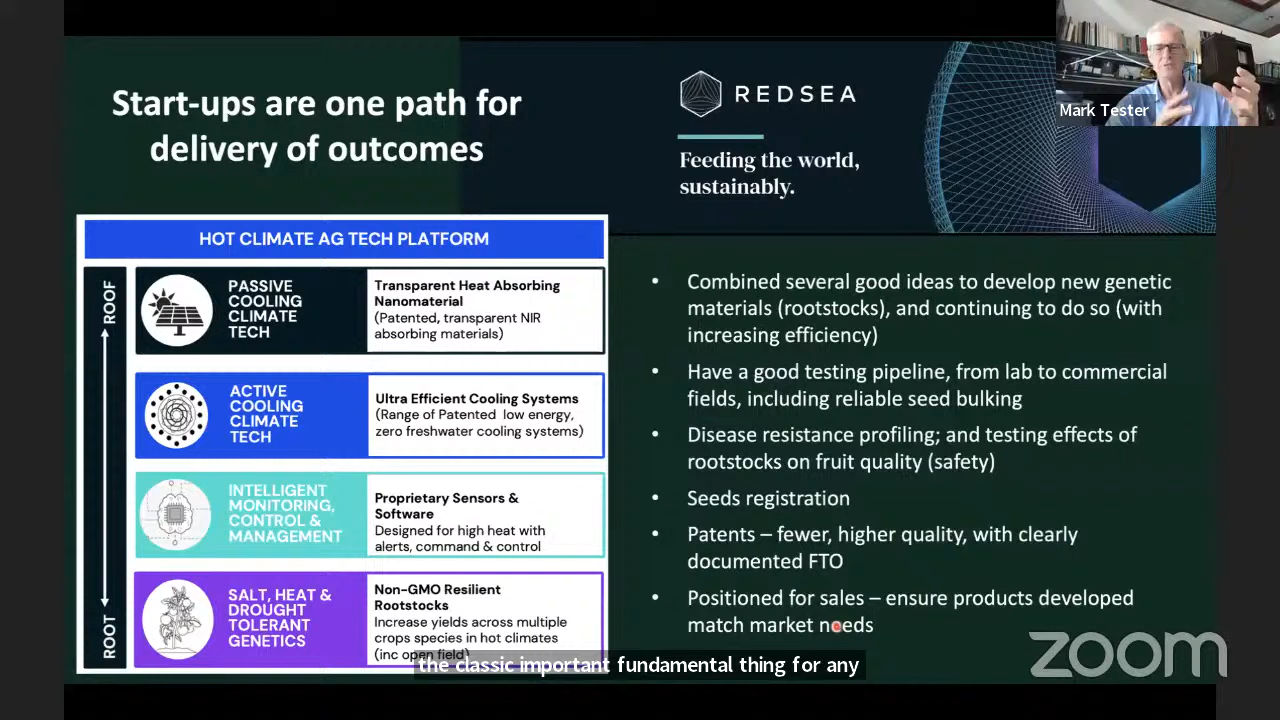 Start-ups are one path for
delivery of outcomes
REDSEA
Feeding the world,
sustainably.
Mark Tester
HOT CLIMATE AG TECH PLATFORM
ROOF
ROOT
PASSIVE
COOLING
CLIMATE
TECH
Transparent Heat Absorbing
Nanomaterial
(Patented, transparent NIR
absorbing materials)
ACTIVE
COOLING
CLIMATE
TECH
Ultra Efficient Cooling Systems
(Range of Patented low energy,
zero freshwater cooling systems)
INTELLIGENT
MONITORING,
CONTROL &
MANAGEMENT
Proprietary Sensors &
Software
Designed for high heat with
alerts, command & control
SALT, HEAT &
DROUGHT
TOLERANT
GENETICS
Non-GMO Resilient
Rootstocks
Increase yields across multiple
crops species in hot climates
(inc open field)
• Combined several good ideas to develop new genetic
materials (rootstocks), and continuing to do so (with
increasing efficiency)
• Have a good testing pipeline, from lab to commercial
fields, including reliable seed bulking
• Disease resistance profiling; and testing effects of
rootstocks on fruit quality (safety)
• Seeds registration
• Patents – fewer, higher quality, with clearly
documented FTO
• Positioned for sales – ensure products developed
match market needs
the classic important fundamental thing for any
zoom